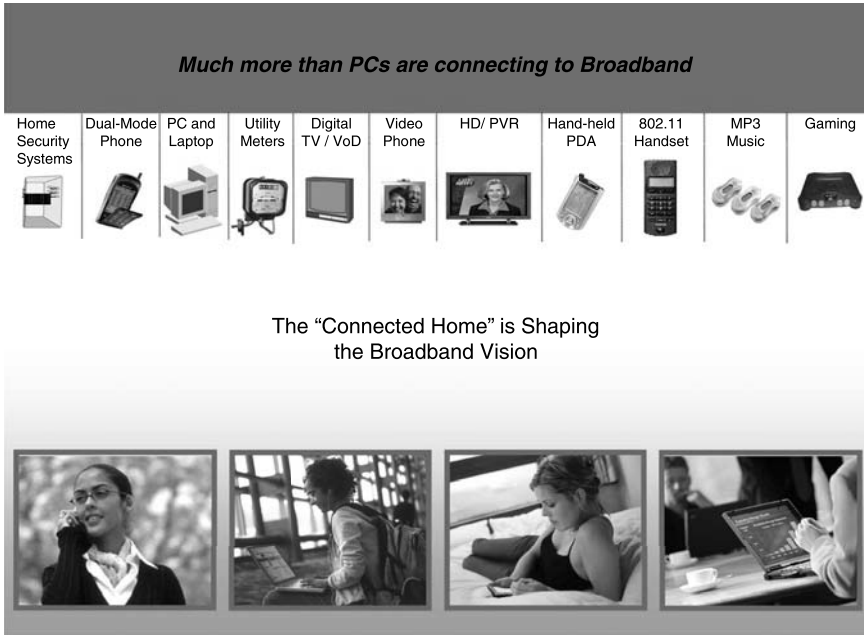 Much more than PCs are connecting to Broadband
Home
Security
Systems
Dual-Mode
Phone
PC and
Laptop
Utility
Meters
Digital
TV / VoD
Video
Phone
HD/ PVR
Hand-held
PDA
802.11
Handset
MP3
Music
Gaming
The “Connected Home” is Shaping
the Broadband Vision